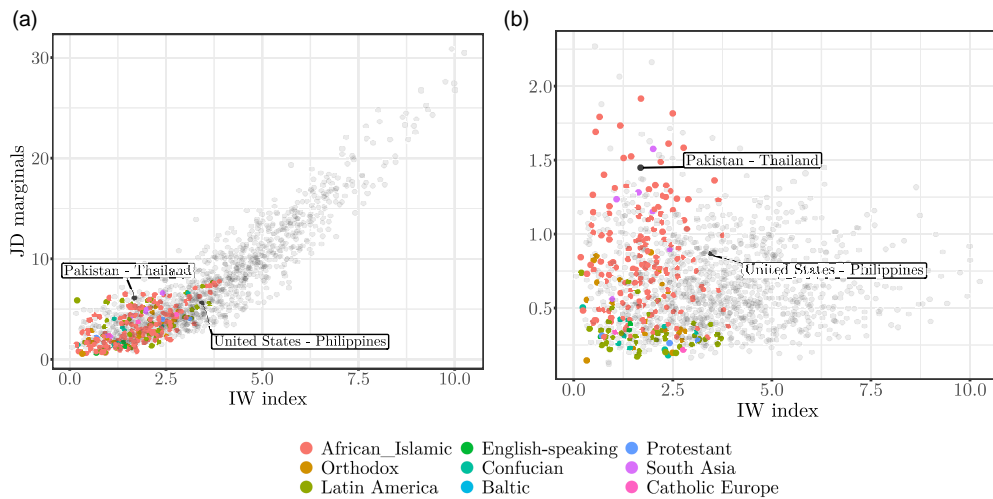 (a)
(b)
JD marginals
30
20
10
0
Pakistan - Thailand
United States - Philippines
0.0 2.5 5.0 7.5 10.0
IW index
2.0
1.5
1.0
0.5
Pakistan - Thailand
United States - Philippines
0.0 2.5 5.0 7.5 10.0
IW index
African_Islamic English-speaking Protestant
Orthodox Confucian South Asia
Latin America Baltic Catholic Europe